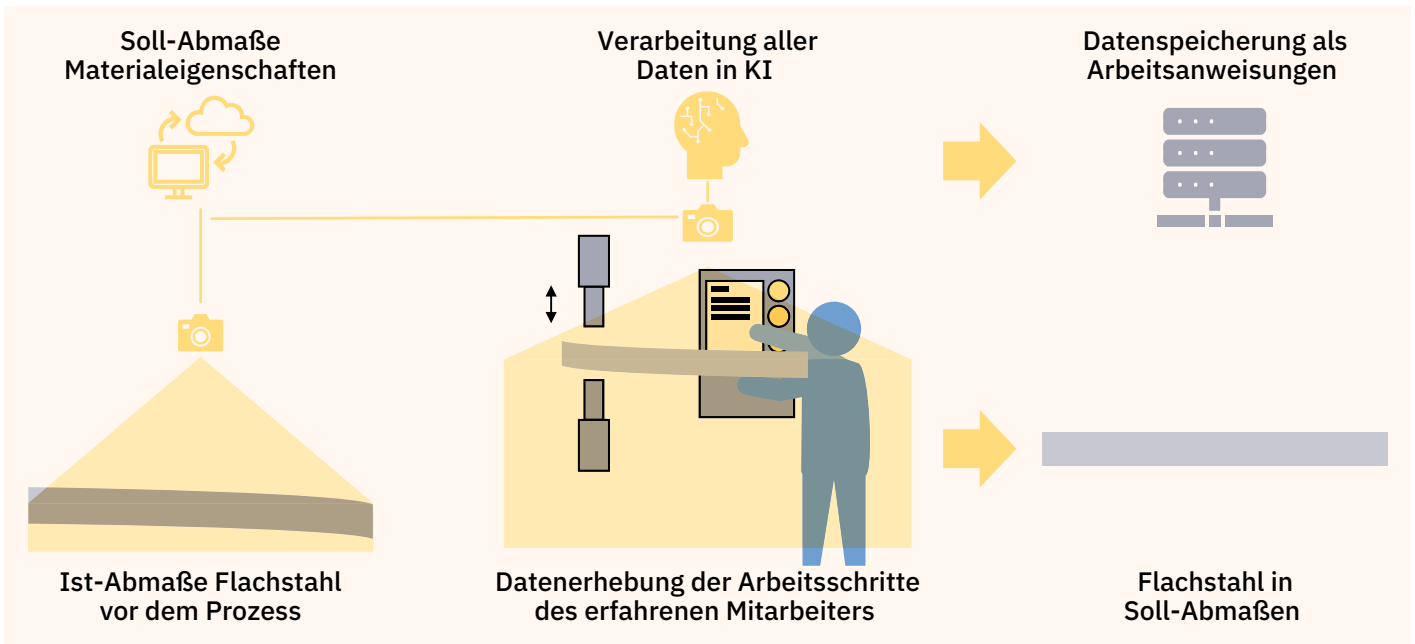 Soll-Abmaße
Materialeigenschaften
Verarbeitung aller
Daten in KI
Datenspeicherung als
Arbeitsanweisungen
Ist-Abmaße Flachstahl
vor dem Prozess
Datenerhebung der Arbeitsschritte
des erfahrenen Mitarbeiters
Flachstahl in
Soll-Abmaßen